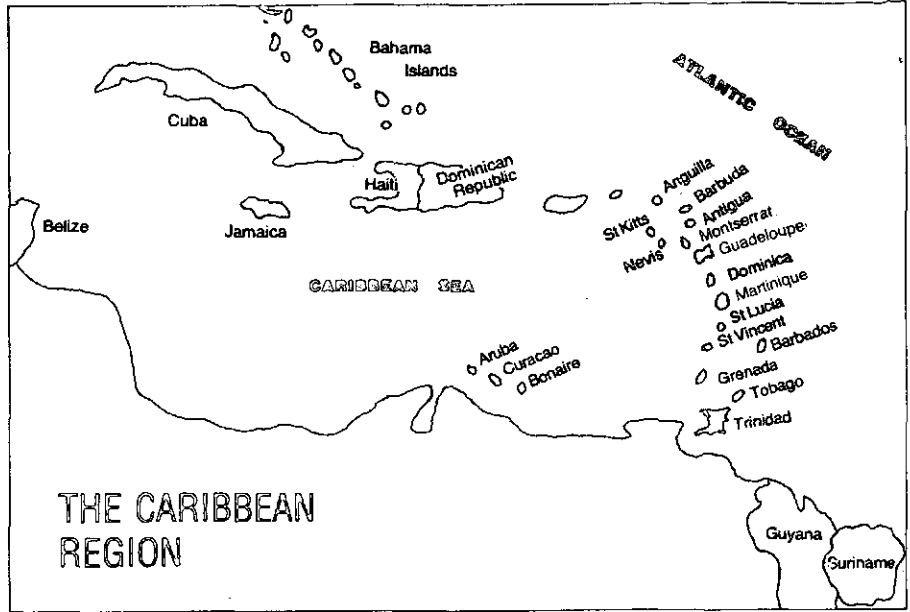 Bahama
Islands
ATLANTIC OCEAN
Cuba
Haiti
Dominican
Republic
Anguilla
Barbuda
St Kitts
Antigua
Belize
Jamaica
Montserrat
Nevis
Guadeloupe
Dominica
CARIBBEAN SEA
Martinique
St Lucia
St Vincent
Barbados
Aruba
Curacao
Bonaire
Grenada
Tobago
Trinidad
THE CARIBBEAN
REGION
Guyana
Suriname